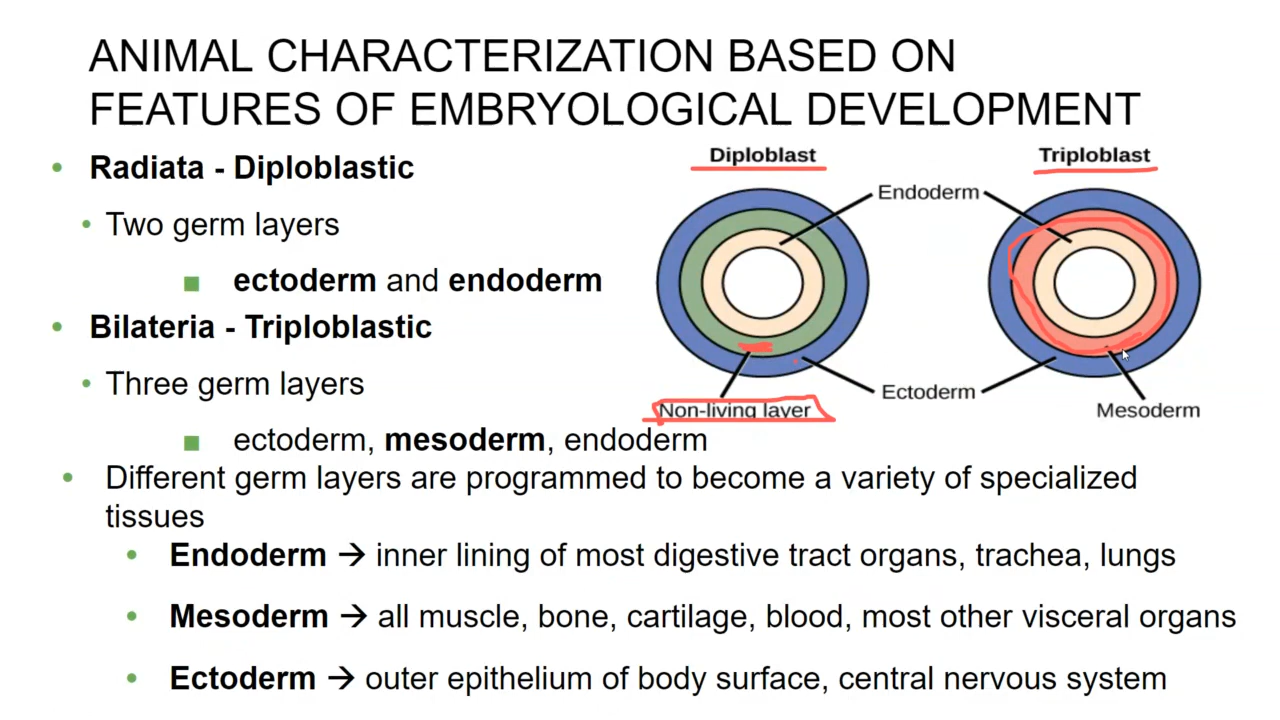 ANIMAL CHARACTERIZATION BASED ON
FEATURES OF EMBRYOLOGICAL DEVELOPMENT
• Radiata - Diploblastic
• Two germ layers
■ ectoderm and endoderm
• Bilateria - Triploblastic
• Three germ layers
■ ectoderm, mesoderm, endoderm
Diploblast
Triploblast
Endoderm
Ectoderm
Non-living layer
Mesoderm
• Different germ layers are programmed to become a variety of specialized
tissues
• Endoderm → inner lining of most digestive tract organs, trachea, lungs
• Mesoderm → all muscle, bone, cartilage, blood, most other visceral organs
• Ectoderm → outer epithelium of body surface, central nervous system